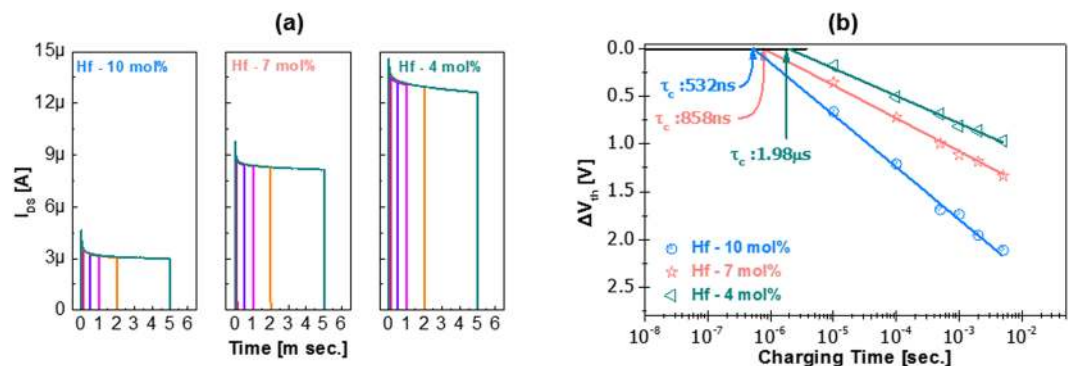 (a)
15μ
12μ
9μ
6μ
3μ
0
I_DS [A]
Hf - 10 mol%
Hf - 7 mol%
Hf - 4 mol%
0 1 2 3 4 5 6
0 1 2 3 4 5 6
0 1 2 3 4 5 6
Time [m sec.]
(b)
0.0
0.5
1.0
1.5
2.0
2.5
ΔV_th [V]
τ_c :532ns
τ_c :858ns
τ_c :1.98μs
Hf - 10 mol%
Hf - 7 mol%
Hf - 4 mol%
10^-8 10^-7 10^-6 10^-5 10^-4 10^-3 10^-2
Charging Time [sec.]